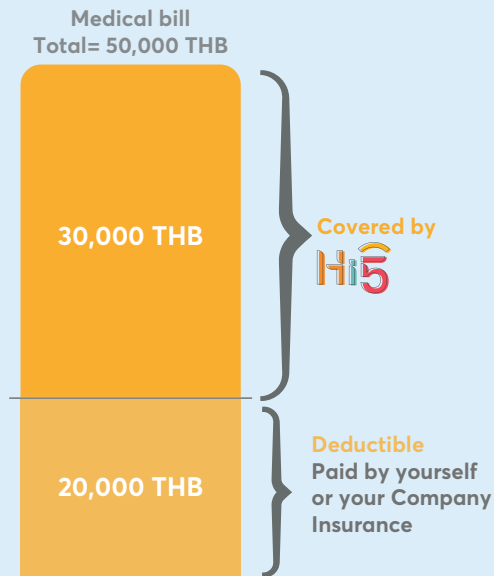 Medical bill
Total= 50,000 THB
30,000 THB
Covered by
Hi5
20,000 THB
Deductible
Paid by yourself
or your Company
Insurance